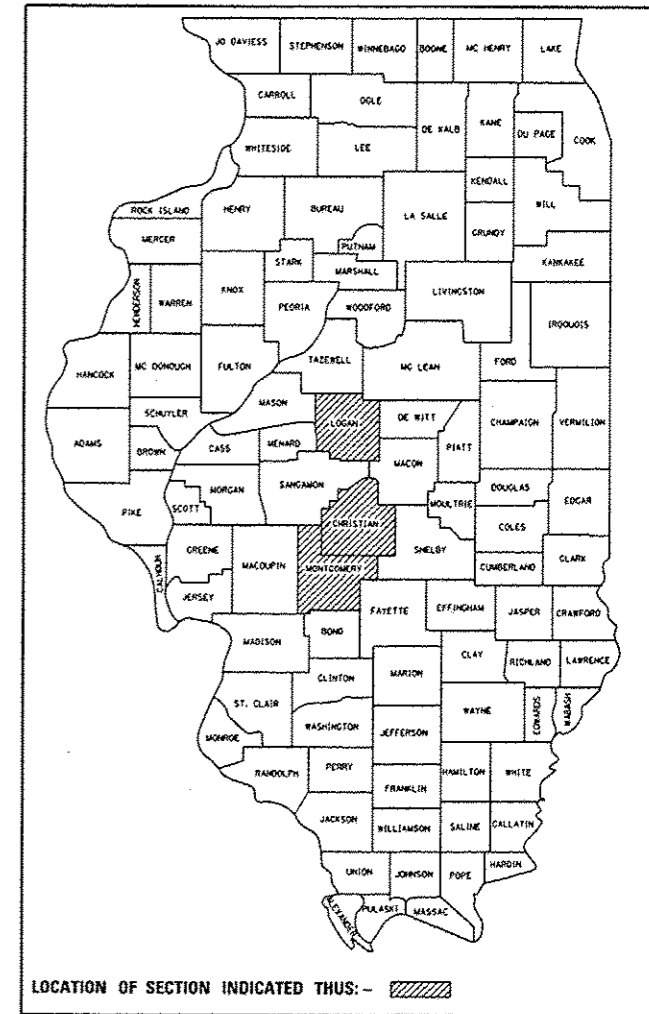 JO DAVIESS
STEPHENSON
WINNEBAGO
BOONE
MC HENRY
LAKE
CARROLL
OGLE
DE KALB
KANE
DU PAGE
COOK
WHITESIDE
LEE
KENDALL
WILL
ROCK ISLAND
HENRY
BUREAU
LA SALLE
GRUNDY
MERCER
PUTNAM
KANKAKEE
STARK
MARSHALL
HENDERSON
WARREN
KNOX
PEORIA
WOODFORD
LIVINGSTON
IROQUOIS
HANCOCK
MC DONOUGH
FULTON
TAZEWELL
MC LEAN
FORD
MASON
SCHUYLER
LOGAN
DE WITT
CHAMPAIGN
VERMILION
ADAMS
BROWN
CASS
MENARD
PIATT
MACON
SANGAMON
MORGAN
DOUGLAS
EDGAR
PIKE
SCOTT
CHRISTIAN
MOULTRIE
COLES
GREENE
MACOUPIN
MONTGOMERY
SHELBY
CUMBERLAND
CLARK
CALHOUN
JERSEY
FAYETTE
EFFINGHAM
JASPER
CRAWFORD
MADISON
BOND
CLAY
RICHLAND
LAWRENCE
CLINTON
MARION
ST. CLAIR
WAYNE
EDWARDS
WABASH
WASHINGTON
JEFFERSON
MONROE
RANDOLPH
PERRY
HAMILTON
WHITE
FRANKLIN
JACKSON
WILLIAMSON
SALINE
GALLATIN
UNION
JOHNSON
POPE
HARDIN
ALEXANDER
PULASKI
MASSAC
LOCATION OF SECTION INDICATED THUS: -